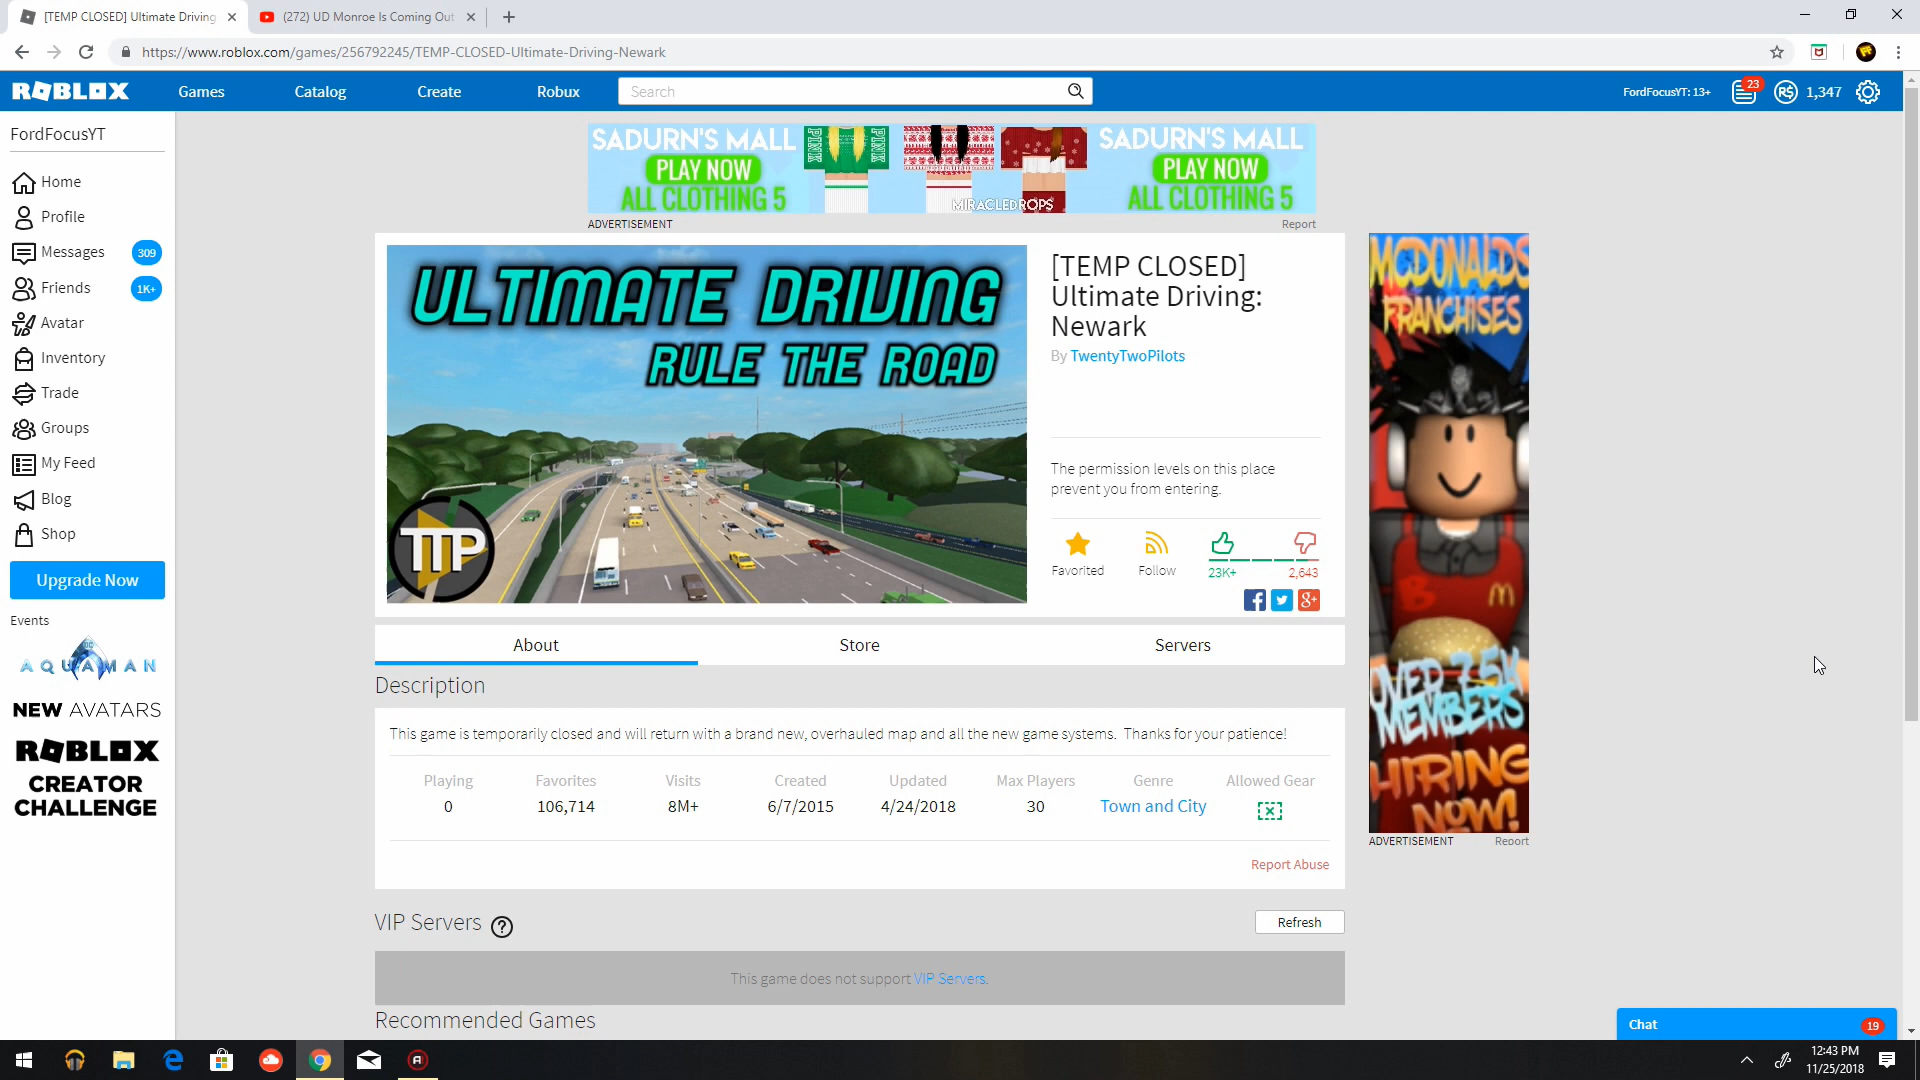 [TEMP CLOSED] Ultimate Driving
(272) UD Monroe Is Coming Out
https://www.roblox.com/games/256792245/TEMP-CLOSED-Ultimate-Driving-Newark
ROBLOX
Games
Catalog
Create
Robux
Search
FordFocusYT: 13+
23
R$
1,347
FordFocusYT
Home
Profile
Messages
309
Friends
1K+
Avatar
Inventory
Trade
Groups
My Feed
Blog
Shop
Upgrade Now
Events
DC
AQUAMAN
NEW AVATARS
ROBLOX
CREATOR
CHALLENGE
SADURN'S MALL
PLAY NOW
ALL CLOTHING 5
PINK
PINK
MIRACLEDROPS
SADURN'S MALL
PLAY NOW
ALL CLOTHING 5
ADVERTISEMENT
Report
ULTIMATE DRIVING
RULE THE ROAD
TTP
[TEMP CLOSED]
Ultimate Driving:
Newark
By TwentyTwoPilots
The permission levels on this place
prevent you from entering.
Favorited
Follow
23K+
2,643
About
Store
Servers
Description
This game is temporarily closed and will return with a brand new, overhauled map and all the new game systems. Thanks for your patience!
Playing
Favorites
Visits
Created
Updated
Max Players
Genre
Allowed Gear
0
106,714
8M+
6/7/2015
4/24/2018
30
Town and City
Report Abuse
VIP Servers
?
Refresh
This game does not support VIP Servers.
Recommended Games
MCDONALDS
FRANCHISES
OVER 7.5K
MEMBERS
HIRING
NOW!
ADVERTISEMENT
Report
Chat
19
12:43 PM
11/25/2018